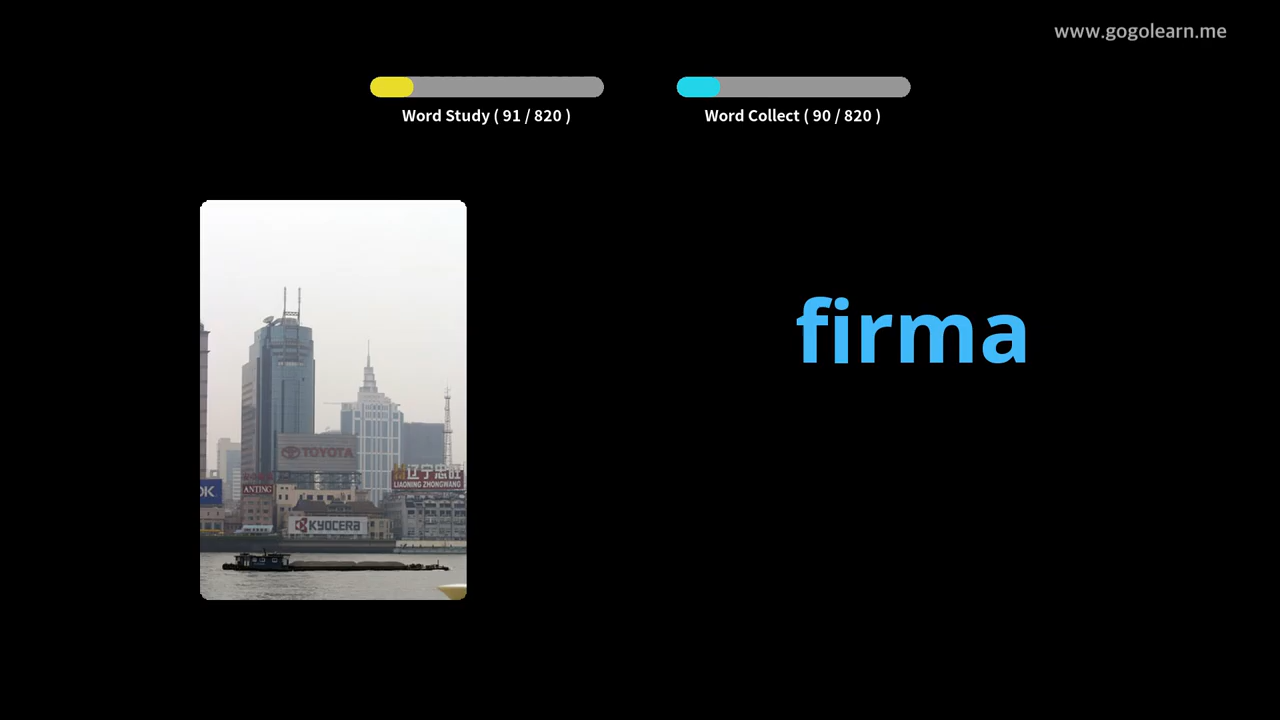 www.gogolearn.me
Word Study ( 91 / 820 )
Word Collect ( 90 / 820 )
firma
TOYOTA
辽宁忠旺
LIAONING ZHONGWANG
ANTING
KYOCERA